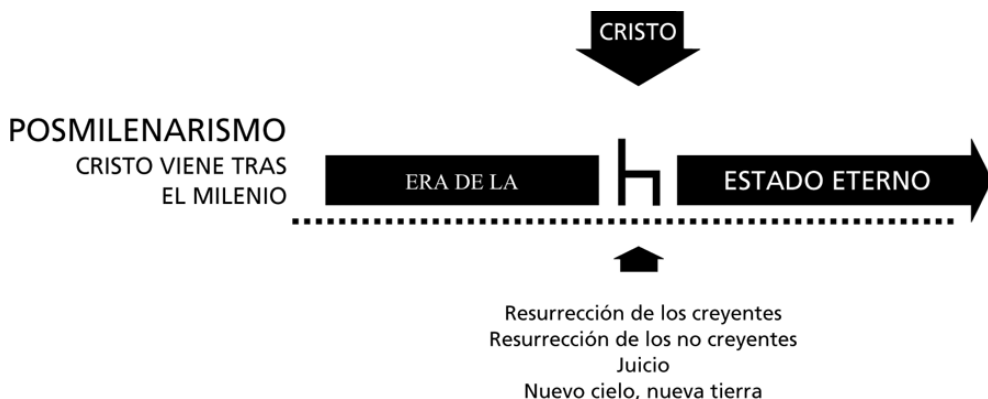 CRISTO
POSMILENARISMO
CRISTO VIENE TRAS
EL MILENIO
ERA DE LA
ESTADO ETERNO
Resurrección de los creyentes
Resurrección de los no creyentes
Juicio
Nuevo cielo, nueva tierra